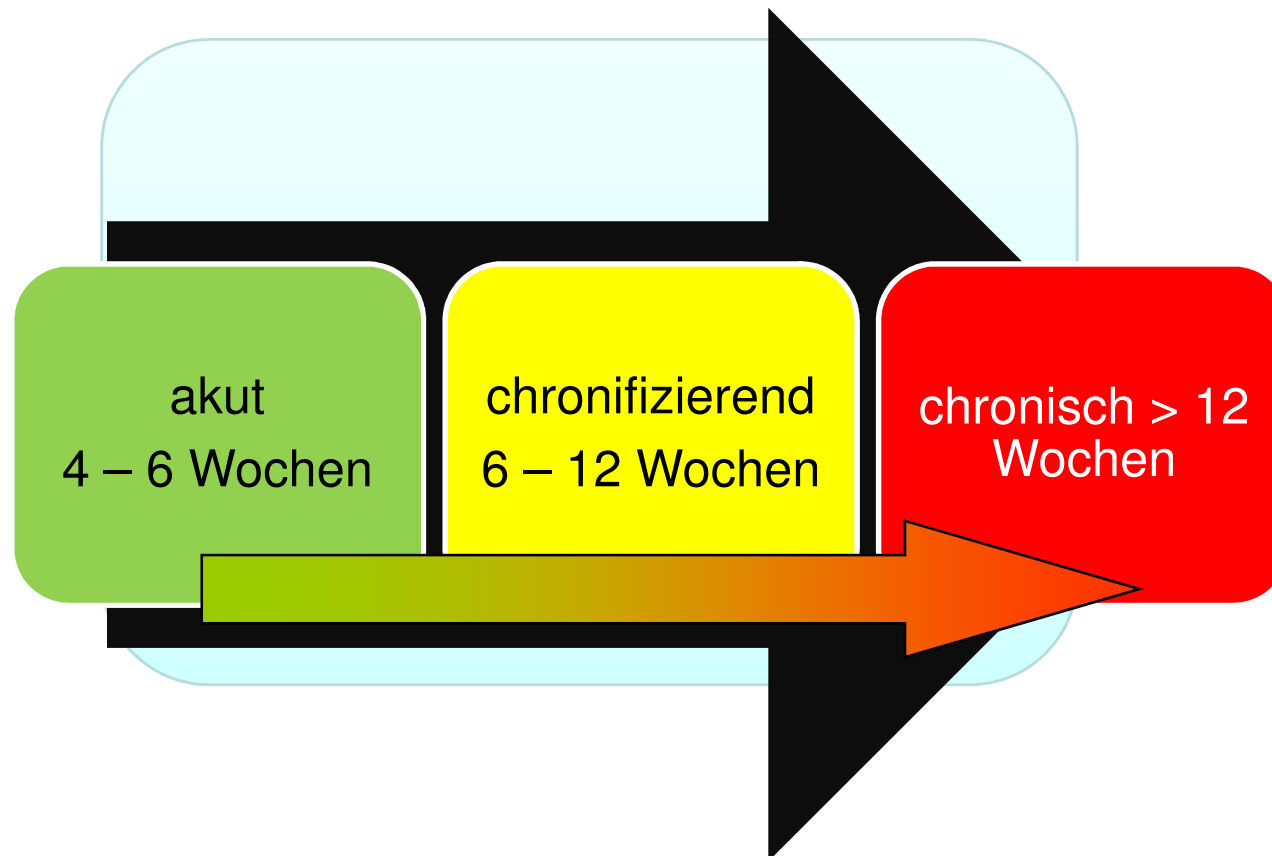 akut
4 – 6 Wochen
chronifizierend
6 – 12 Wochen
chronisch > 12
Wochen